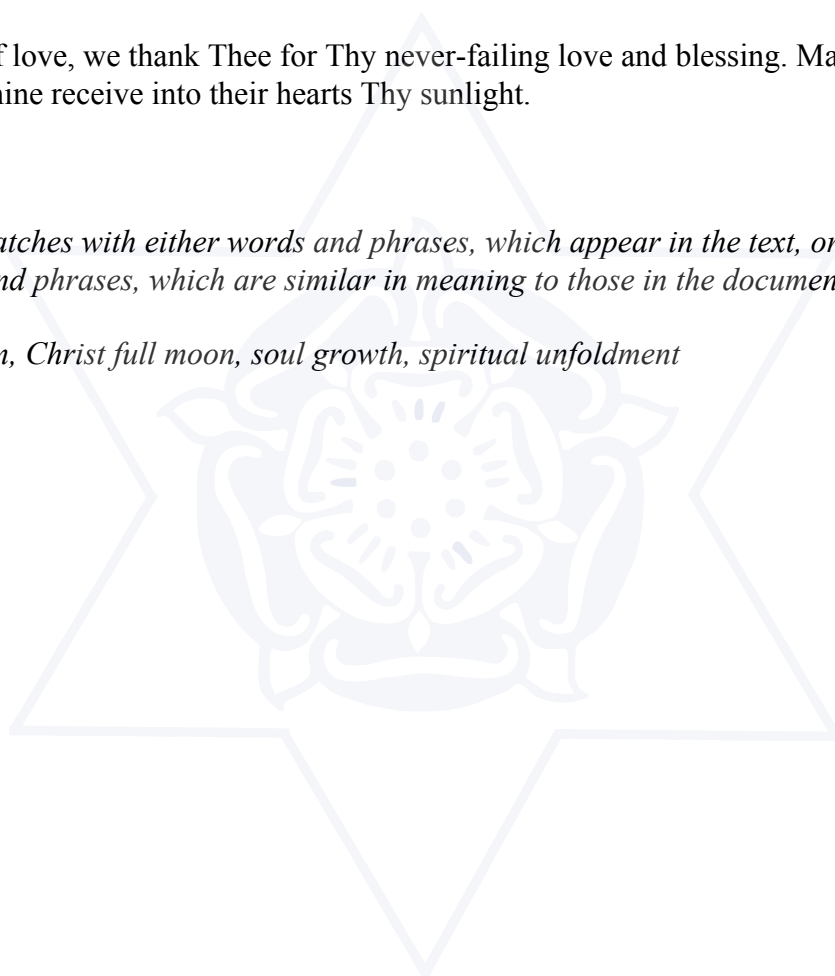 f love, we thank Thee for Thy never-failing love and blessing. Ma
nine receive into their hearts Thy sunlight.
atches with either words and phrases, which appear in the text, or
nd phrases, which are similar in meaning to those in the documen
n, Christ full moon, soul growth, spiritual unfoldment